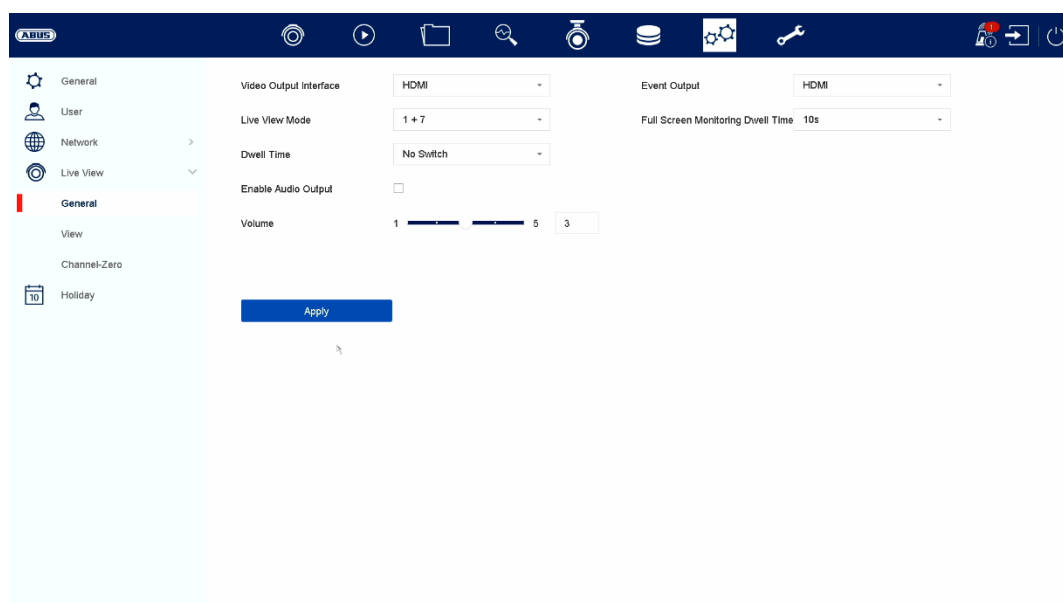 ABUS
1
General
Video Output Interface HDMI Event Output HDMI
User
Live View Mode 1 + 7 Full Screen Monitoring Dwell Time 10s
Network
Dwell Time No Switch
Live View
Enable Audio Output
General
Volume 1 5 3
View
Channel-Zero
10 Holiday
Apply